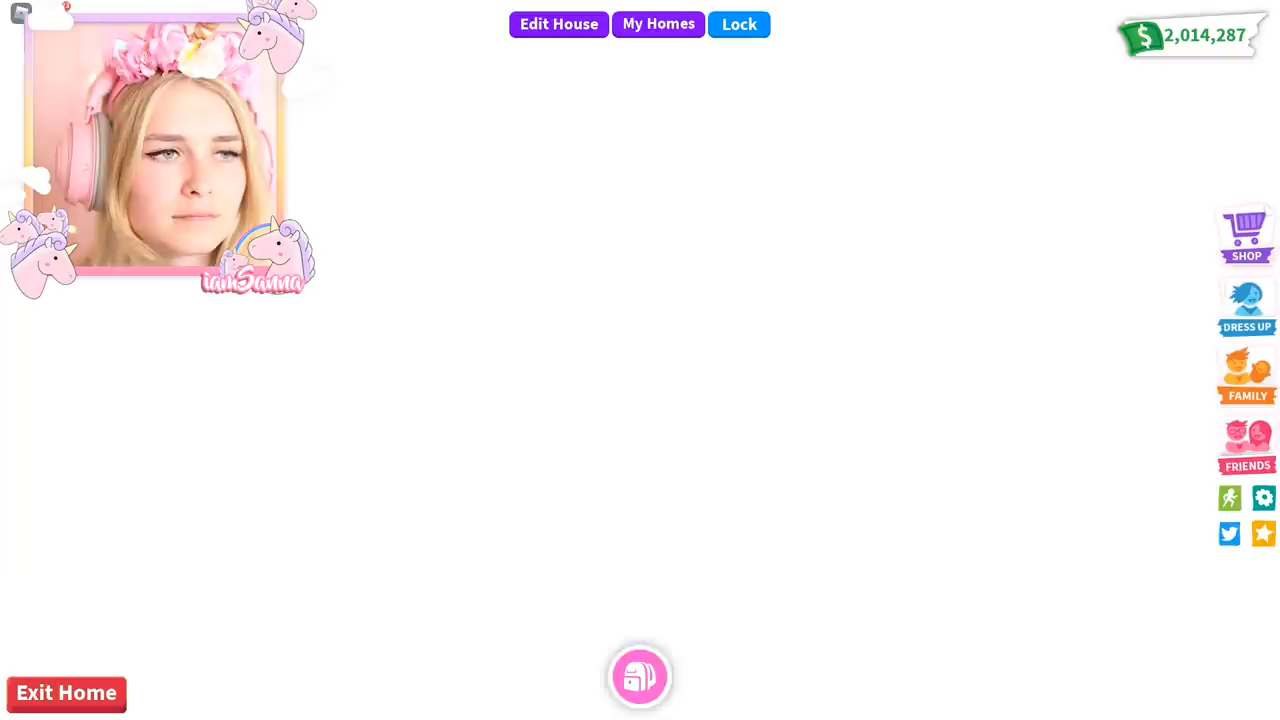 Edit House
My Homes
Lock
$ 2,014,287
iamSanna
SHOP
DRESS UP
FAMILY
FRIENDS
Exit Home